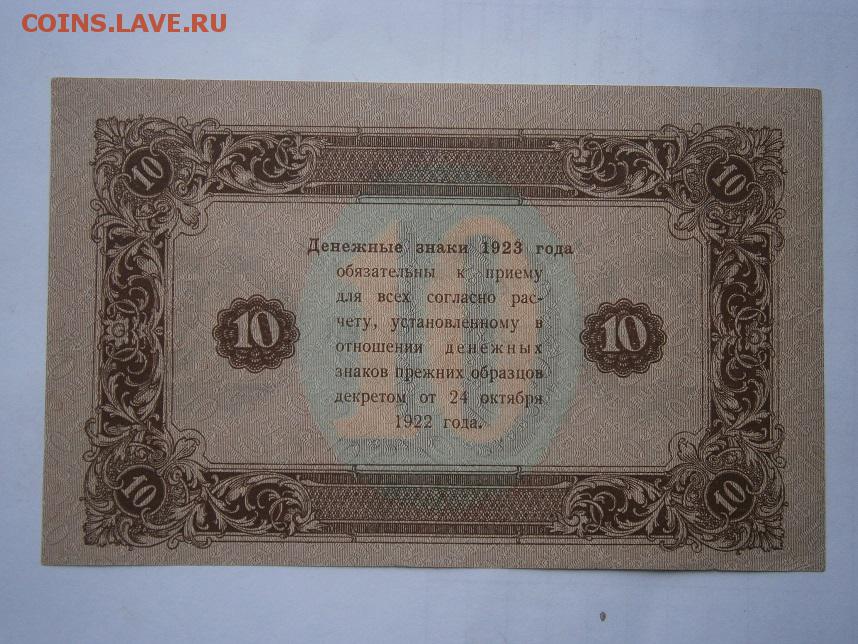 COINS.LAVE.RU
10 10
Денежные знаки 1923 года
обязательны к приему
для всех согласно рас-
чету, установленному в
10 10
отношении денежных
знаков прежних образцов
декретом от 24 октября
1922 года.
10
10 10